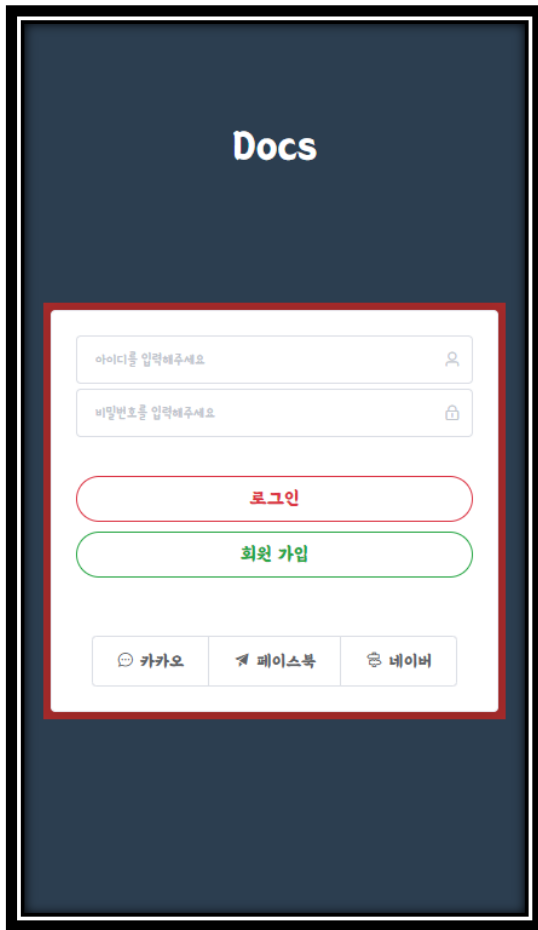 Docs
아이디를 입력해주세요
비밀번호를 입력해주세요
로그인
회원 가입
카카오 페이스북 네이버